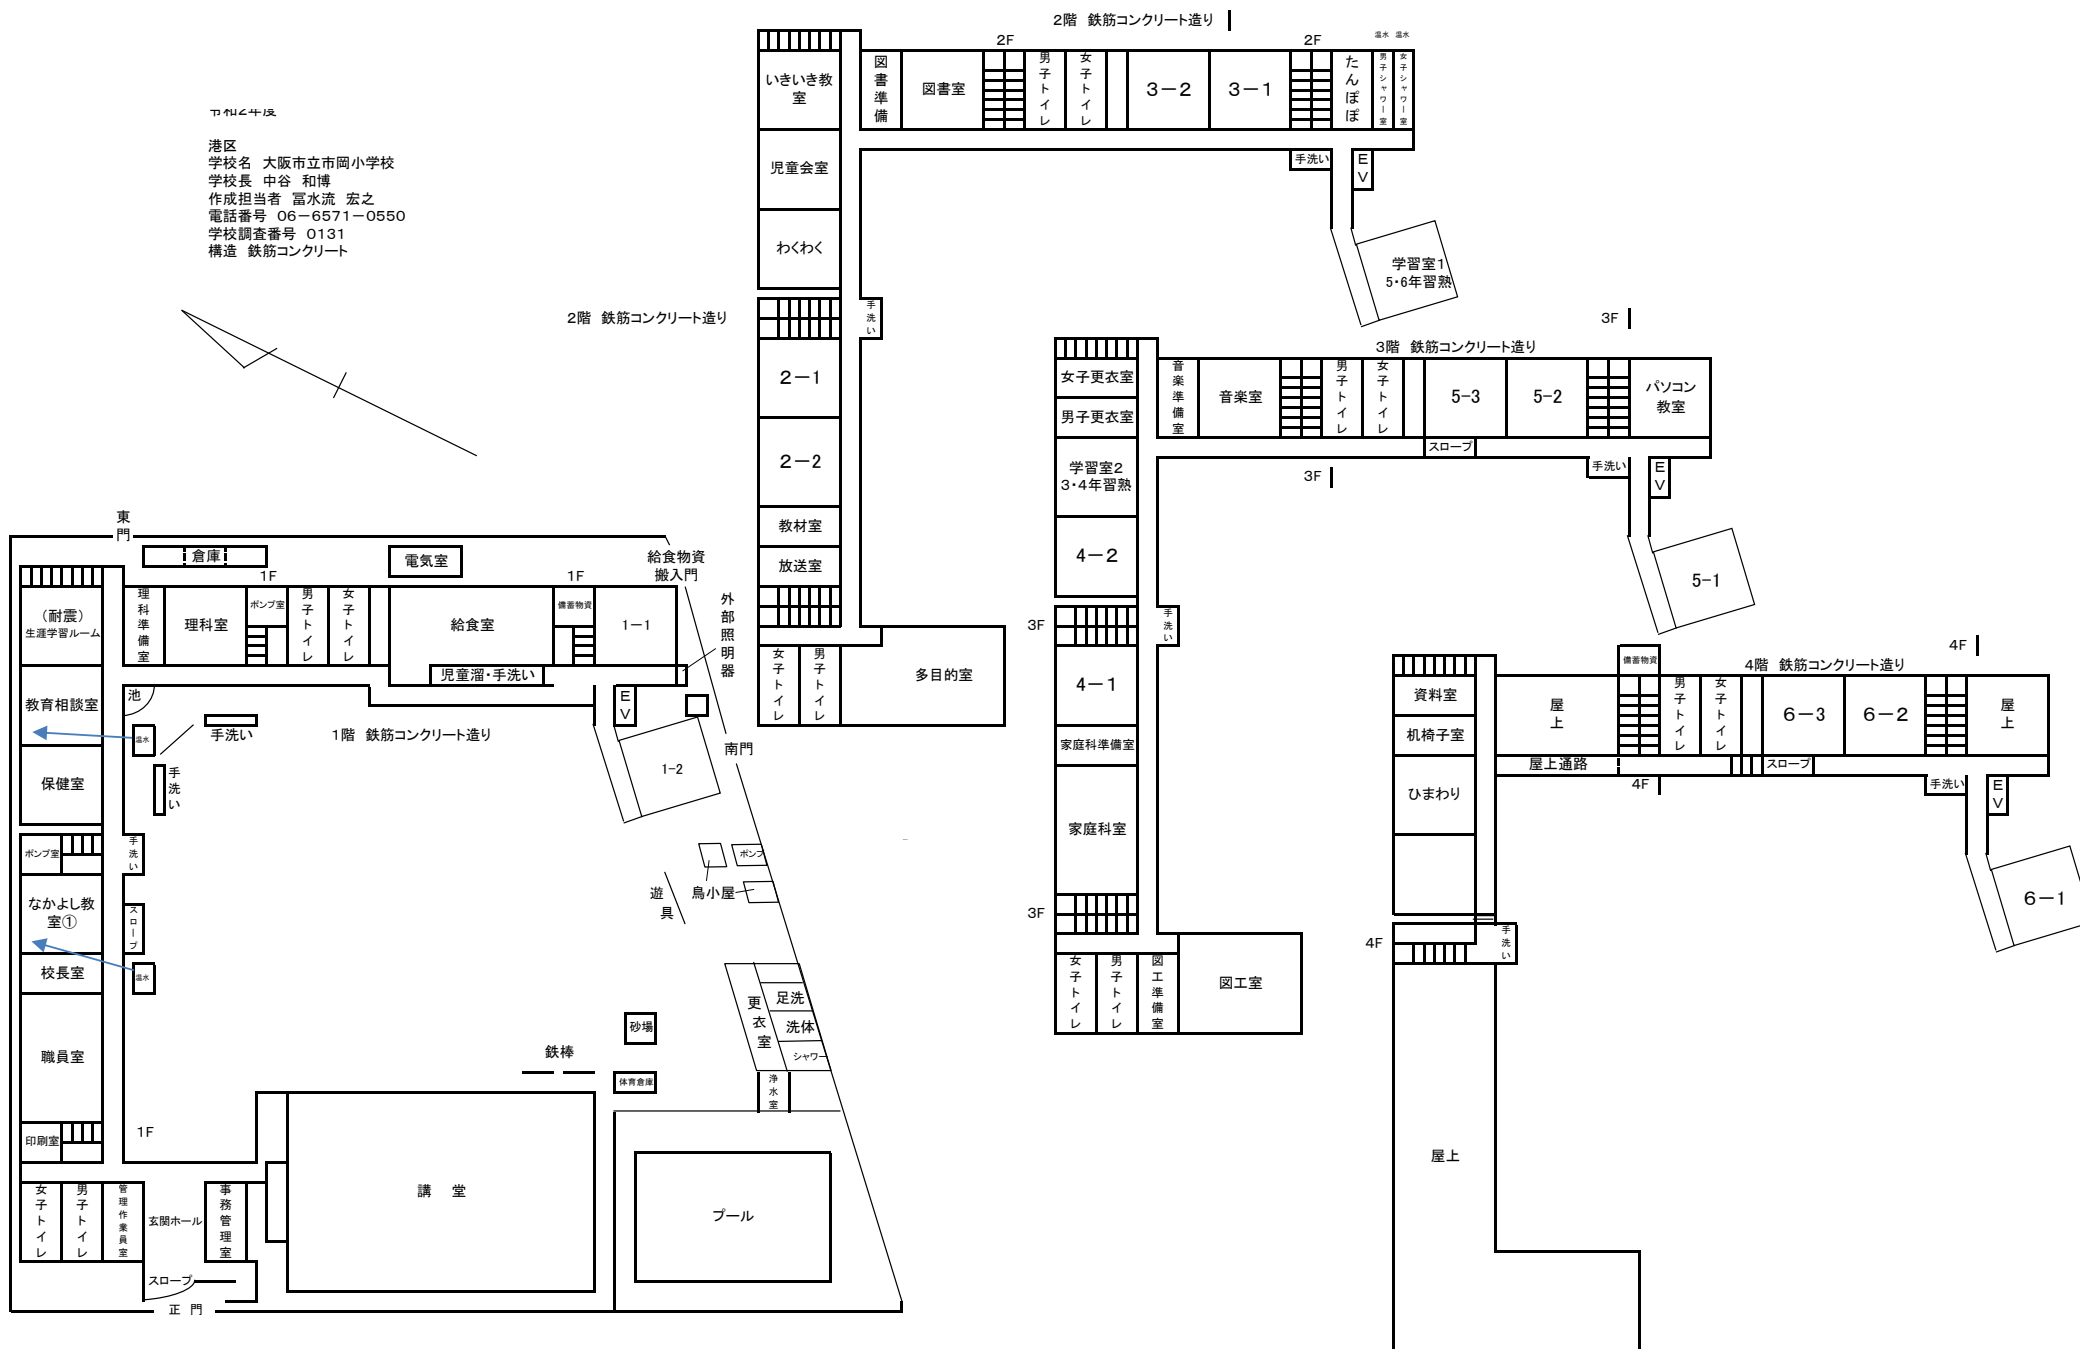 令和2年度
港区
学校名 大阪市立市岡小学校
学校長 中谷 和博
作成担当者 冨水流 宏之
電話番号 06－6571－0550
学校調査番号 0131
構造 鉄筋コンクリート
2階 鉄筋コンクリート造り
2F
2F
温水 温水
いきいき教室
図書準備
図書室
男子トイレ
女子トイレ
3－2
3－1
たんぽぽ
男子シャワー室
女子シャワー室
手洗い
EV
児童会室
わくわく
学習室1
5・6年習熟
2階 鉄筋コンクリート造り
手洗い
2－1
2－2
教材室
放送室
女子トイレ
男子トイレ
多目的室
3F
3階 鉄筋コンクリート造り
女子更衣室
男子更衣室
音楽準備室
音楽室
男子トイレ
女子トイレ
5-3
5-2
パソコン
教室
スロープ
手洗い
EV
3F
学習室2
3・4年習熟
4－2
5-1
3F
手洗い
4－1
家庭科準備室
家庭科室
3F
女子トイレ
男子トイレ
図工準備室
図工室
4F
4階 鉄筋コンクリート造り
備蓄物資
資料室
机椅子室
ひまわり
屋上
男子トイレ
女子トイレ
6－3
6－2
屋上
屋上通路
スロープ
手洗い
EV
4F
6－1
4F
手洗い
屋上
東門
倉庫
電気室
給食物資
搬入門
1F
1F
外部照明器
(耐震)
生涯学習ルーム
理科準備室
理科室
ポンプ室
男子トイレ
女子トイレ
給食室
備蓄物資
1－1
児童溜・手洗い
EV
教育相談室
池
温水
手洗い
1階 鉄筋コンクリート造り
1-2
南門
保健室
手洗い
ポンプ室
手洗い
ポンプ
鳥小屋
遊具
なかよし教室①
スロープ
校長室
温水
職員室
更衣室
足洗
洗体
シャワー
浄水室
砂場
鉄棒
体育倉庫
印刷室
1F
女子トイレ
男子トイレ
管理作業員室
玄関ホール
事務管理室
講 堂
プール
スロープ
正 門